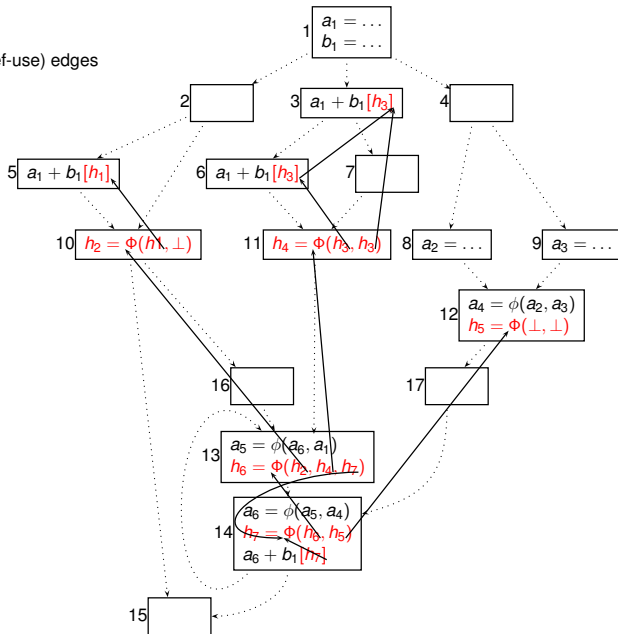 1 a₁ = ...
b₁ = ...
ef-use) edges
2
3 a₁ + b₁[h₃]
4
5 a₁ + b₁[h₁]
6 a₁ + b₁[h₃]
7
10 h₂ = Φ(h1, ⊥)
11 h₄ = Φ(h₃, h₃)
8 a₂ = ...
9 a₃ = ...
12 a₄ = ϕ(a₂, a₃)
h₅ = Φ(⊥, ⊥)
16
17
13 a₅ = ϕ(a₆, a₁)
h₆ = Φ(h₂, h₄, h₇)
14 a₆ = ϕ(a₅, a₄)
h₇ = Φ(h₆, h₅)
a₆ + b₁[h₇]
15